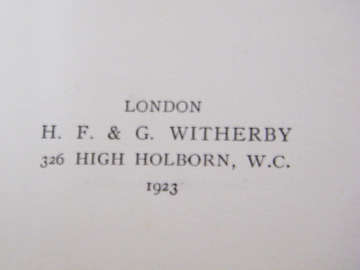 LONDON
H. F. & G. WITHERBY
326 HIGH HOLBORN, W.C.
1923